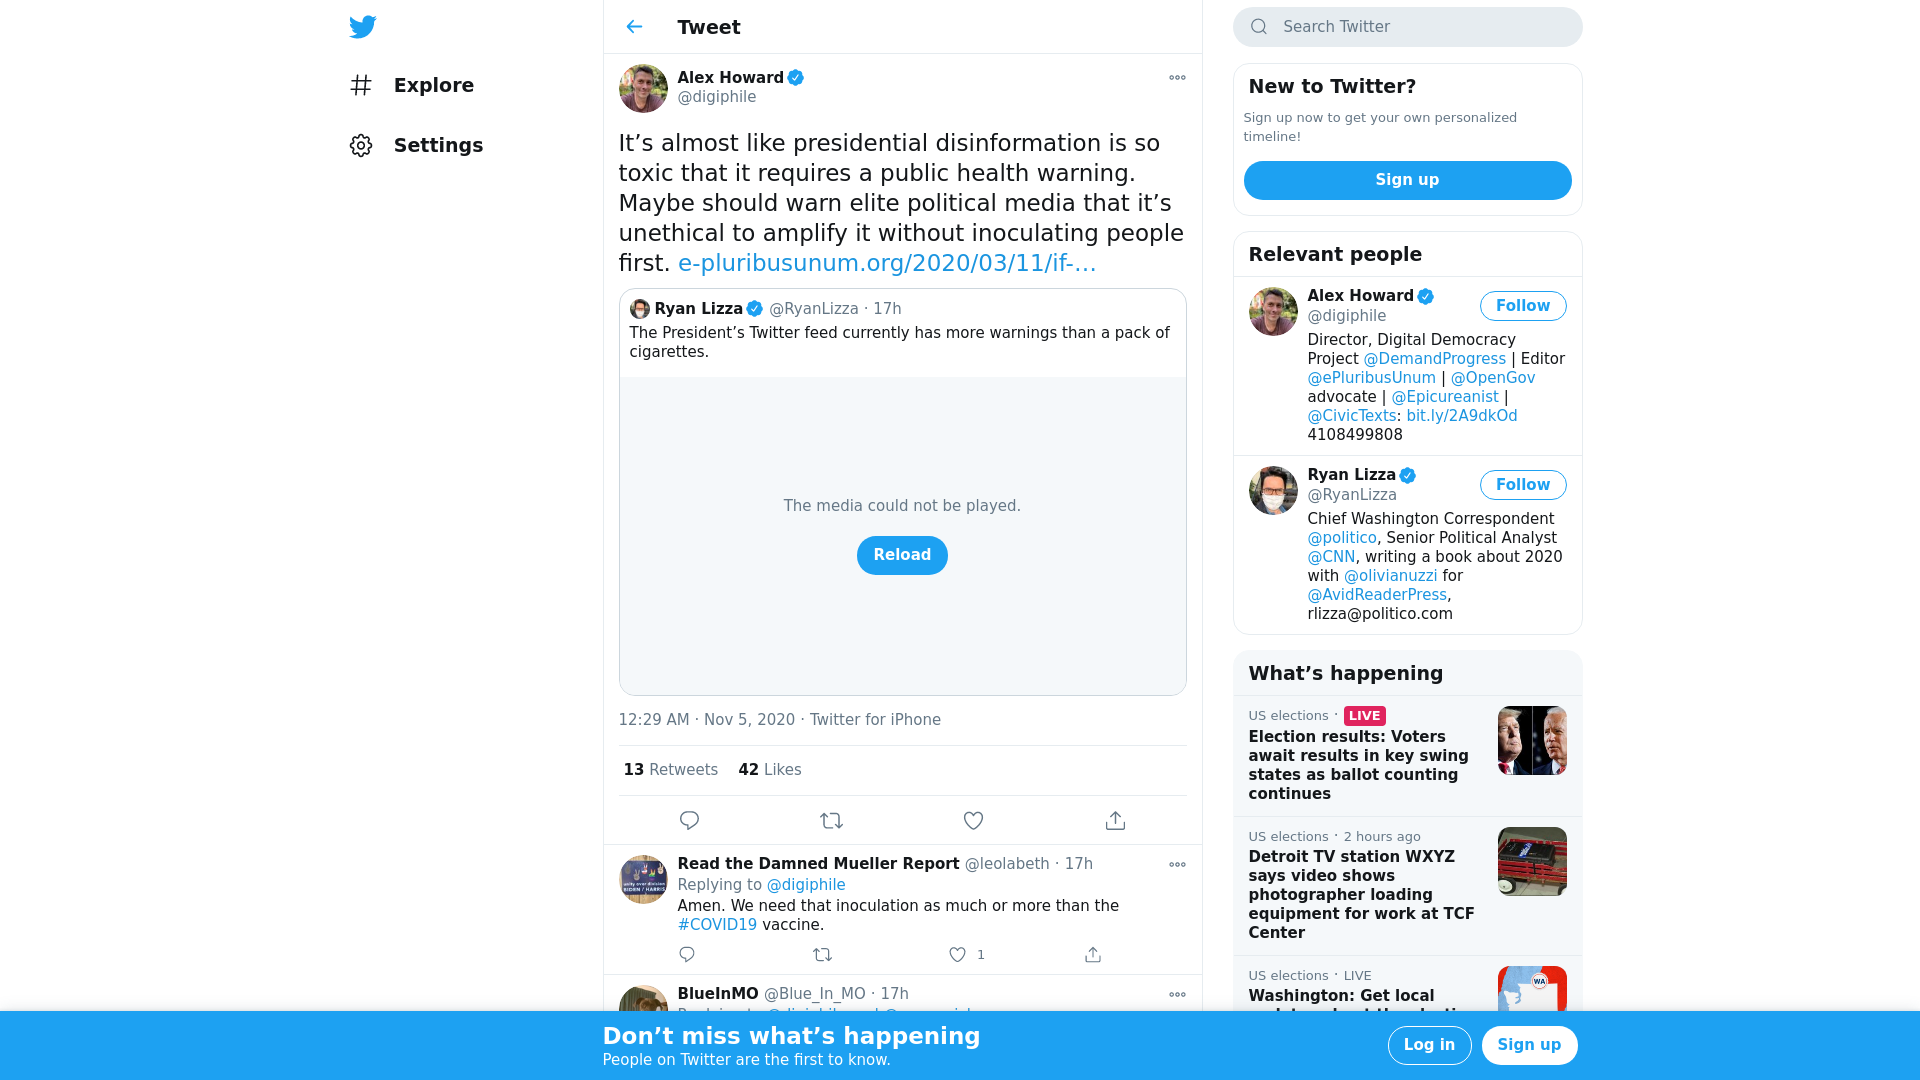 Explore
Settings
Tweet
Alex Howard
@digiphile
It’s almost like presidential disinformation is so
toxic that it requires a public health warning.
Maybe should warn elite political media that it’s
unethical to amplify it without inoculating people
first. e-pluribusunum.org/2020/03/11/if-…
Ryan Lizza @RyanLizza · 17h
The President’s Twitter feed currently has more warnings than a pack of
cigarettes.
The media could not be played.
Reload
12:29 AM · Nov 5, 2020 · Twitter for iPhone
13 Retweets 42 Likes
Read the Damned Mueller Report @leolabeth · 17h
Replying to @digiphile
Amen. We need that inoculation as much or more than the
#COVID19 vaccine.
1
BlueInMO @Blue_In_MO · 17h
Search Twitter
New to Twitter?
Sign up now to get your own personalized
timeline!
Sign up
Relevant people
Alex Howard
@digiphile
Follow
Director, Digital Democracy
Project @DemandProgress | Editor
@ePluribusUnum | @OpenGov
advocate | @Epicureanist |
@CivicTexts: bit.ly/2A9dkOd
4108499808
Ryan Lizza
@RyanLizza
Follow
Chief Washington Correspondent
@politico, Senior Political Analyst
@CNN, writing a book about 2020
with @olivianuzzi for
@AvidReaderPress,
rlizza@politico.com
What’s happening
US elections · LIVE
Election results: Voters
await results in key swing
states as ballot counting
continues
US elections · 2 hours ago
Detroit TV station WXYZ
says video shows
photographer loading
equipment for work at TCF
Center
US elections · LIVE
Washington: Get local
WA
Don’t miss what’s happening
People on Twitter are the first to know.
Log in
Sign up